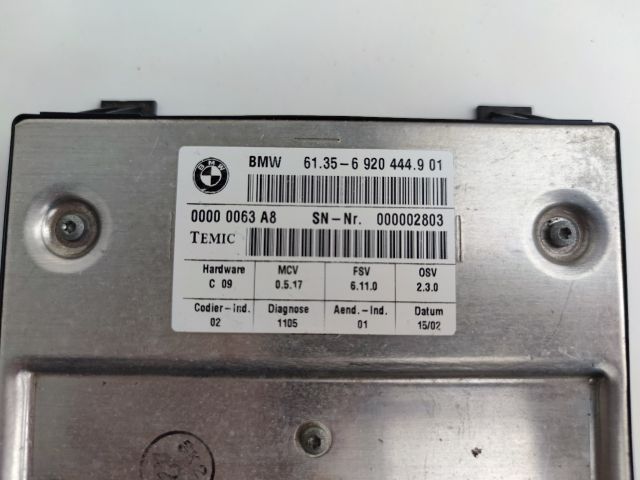 BMW
BMW 61.35-6 920 444.9 01
0000 0063 A8 SN-Nr. 000002803
TEMIC
Hardware MCV FSV OSV
C 09 0.5.17 6.11.0 2.3.0
Codier-Ind. Diagnose Aend.-Ind. Datum
02 1105 01 15/02